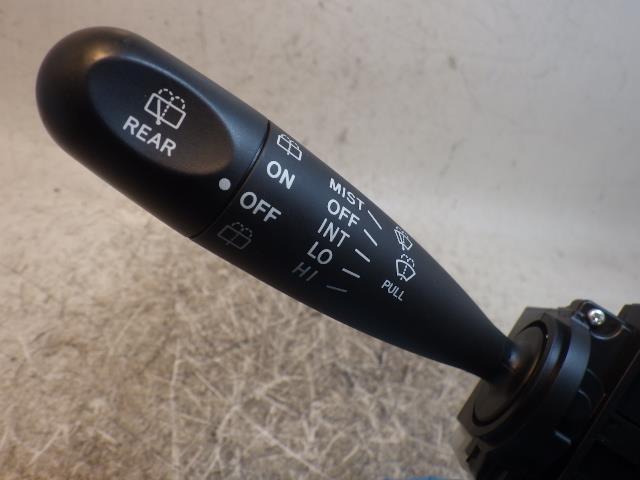 REAR
ON
OFF
MIST
OFF
INT
LO
HI
PULL